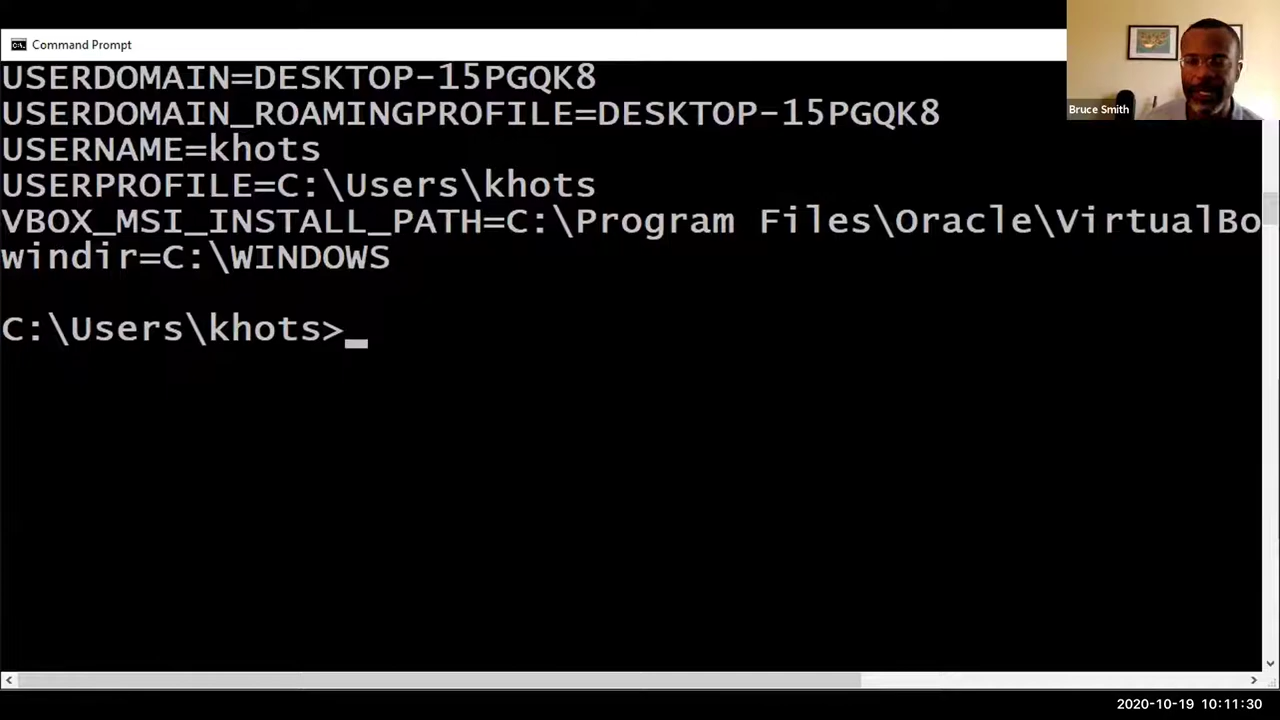 Command Prompt
USERDOMAIN=DESKTOP-15PGQK8
USERDOMAIN_ROAMINGPROFILE=DESKTOP-15PGQK8
Bruce Smith
USERNAME=khots
USERPROFILE=C:\Users\khots
VBOX_MSI_INSTALL_PATH=C:\Program Files\Oracle\VirtualBo
windir=C:\WINDOWS
C:\Users\khots>_
2020-10-19 10:11:30